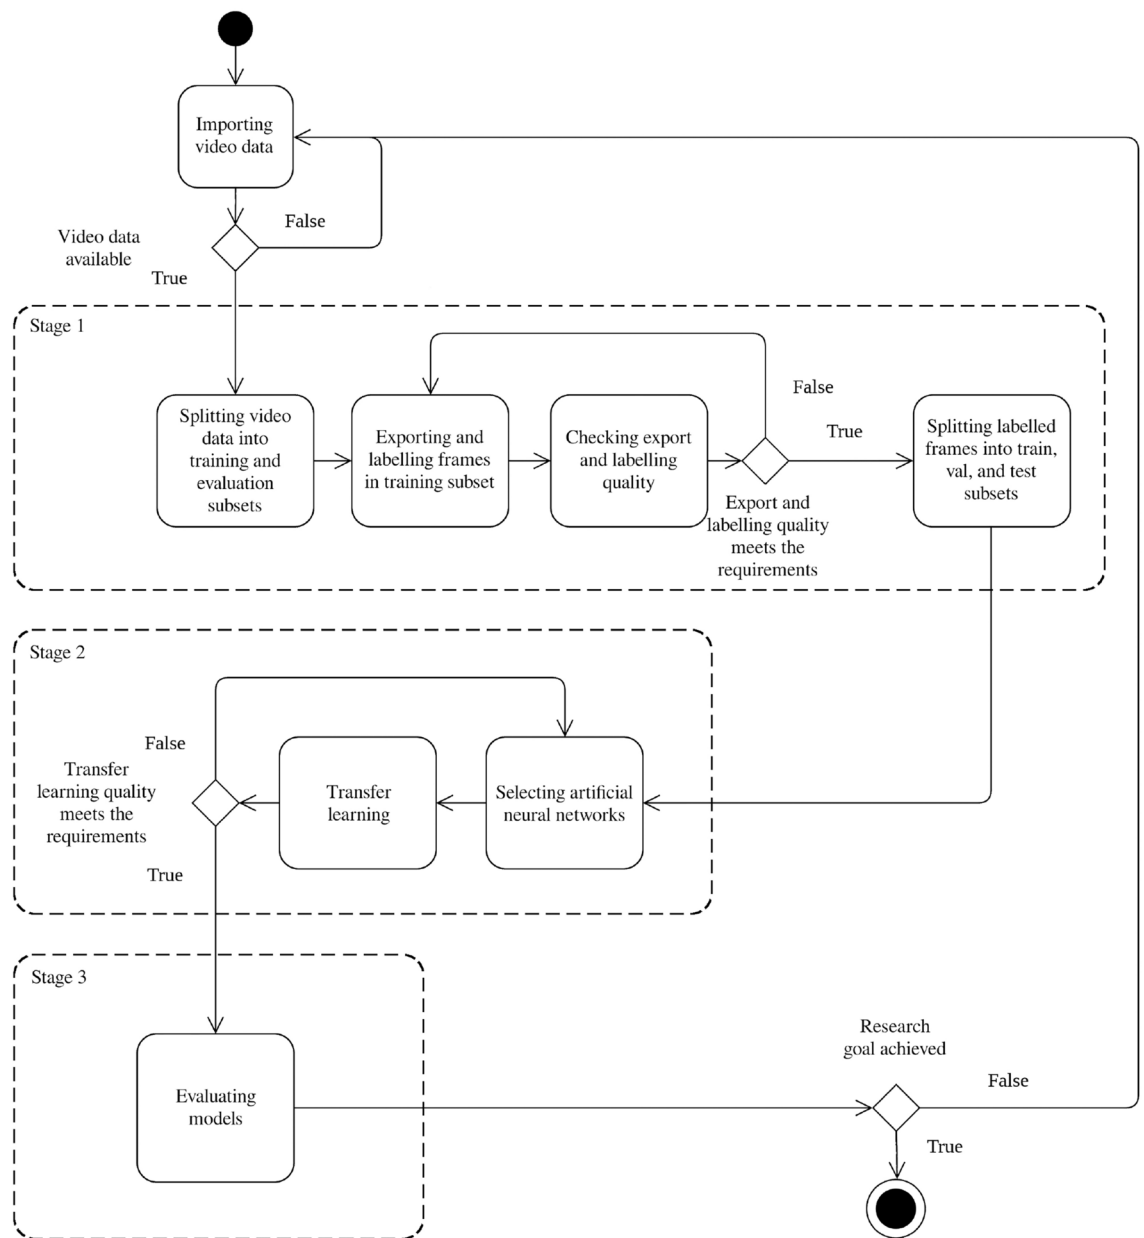 Importing
video data
False
Video data
available
True
Stage 1
Splitting video
data into
training and
evaluation
subsets
Exporting and
labelling frames
in training subset
Checking export
and labelling
quality
False
True
Export and
labelling quality
meets the
requirements
Splitting labelled
frames into train,
val, and test
subsets
Stage 2
False
Transfer
learning quality
meets the
requirements
True
Transfer
learning
Selecting artificial
neural networks
Stage 3
Evaluating
models
Research
goal achieved
False
True